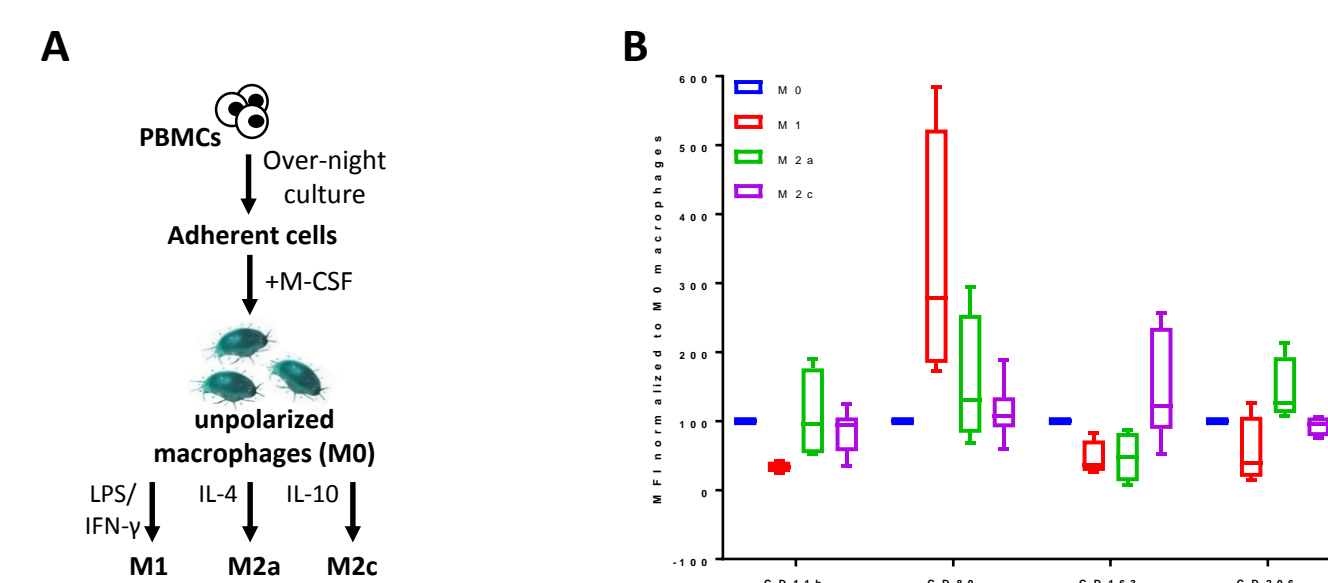 A
PBMCs
Over-night
culture
Adherent cells
+M-CSF
unpolarized
macrophages (M0)
LPS/
IFN-γ
IL-4
IL-10
M1
M2a
M2c
B
MFI normalized to M0 macrophages
600
500
400
300
200
100
0
-100
M0
M1
M2a
M2c